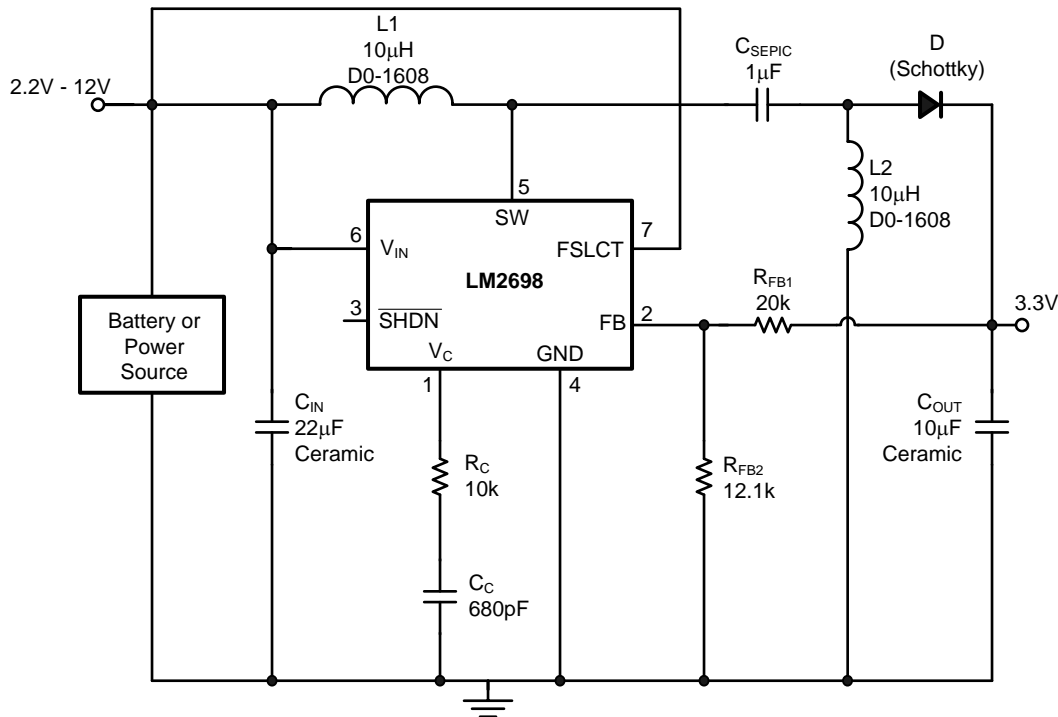 L1
10μH
D0-1608
C_SEPIC
1μF
D
(Schottky)
2.2V - 12V
L2
10μH
D0-1608
5
SW
6
V_IN
FSLCT
7
LM2698
3
SHDN
FB
2
V_C
GND
1
4
R_FB1
20k
3.3V
Battery or
Power
Source
C_IN
22μF
Ceramic
R_C
10k
R_FB2
12.1k
C_OUT
10μF
Ceramic
C_C
680pF